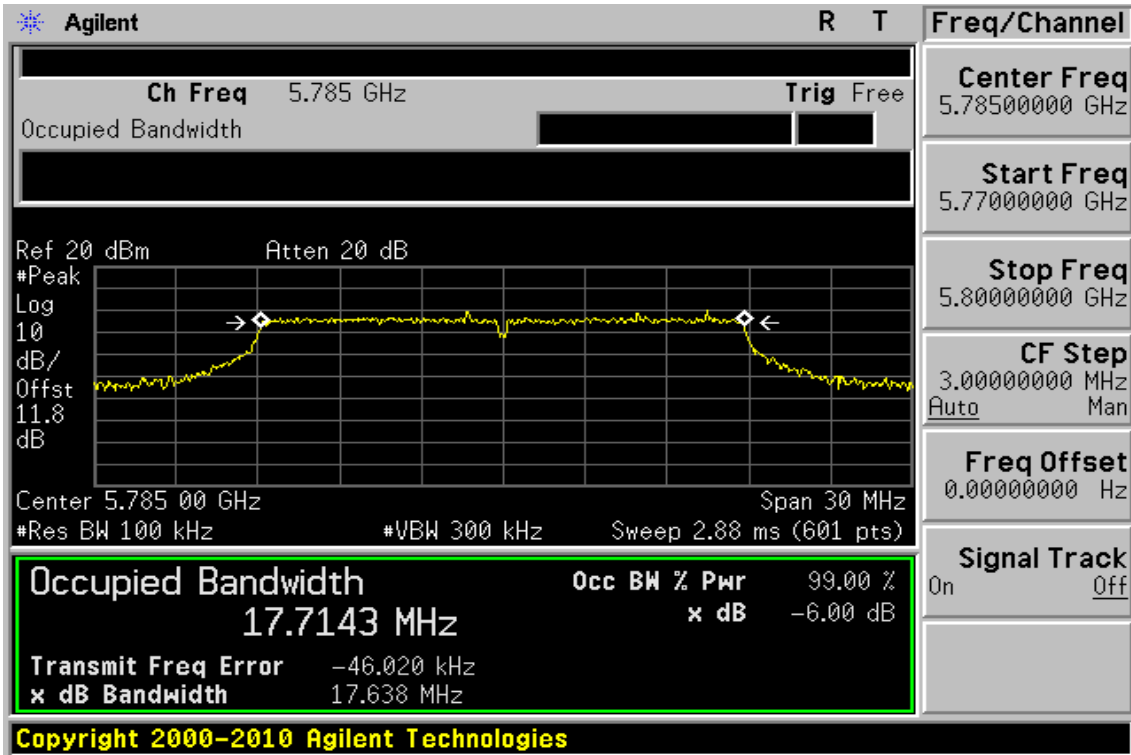 Agilent R T
Ch Freq 5.785 GHz Trig Free
Occupied Bandwidth
Ref 20 dBm Atten 20 dB
#Peak
Log
10
dB/
Offst
11.8
dB
Center 5.785 00 GHz Span 30 MHz
#Res BW 100 kHz #VBW 300 kHz Sweep 2.88 ms (601 pts)
Occupied Bandwidth
17.7143 MHz
Occ BW % Pwr 99.00 %
x dB -6.00 dB
Transmit Freq Error -46.020 kHz
x dB Bandwidth 17.638 MHz
Copyright 2000-2010 Agilent Technologies
Freq/Channel
Center Freq
5.78500000 GHz
Start Freq
5.77000000 GHz
Stop Freq
5.80000000 GHz
CF Step
3.00000000 MHz
Auto Man
Freq Offset
0.00000000 Hz
Signal Track
On Off